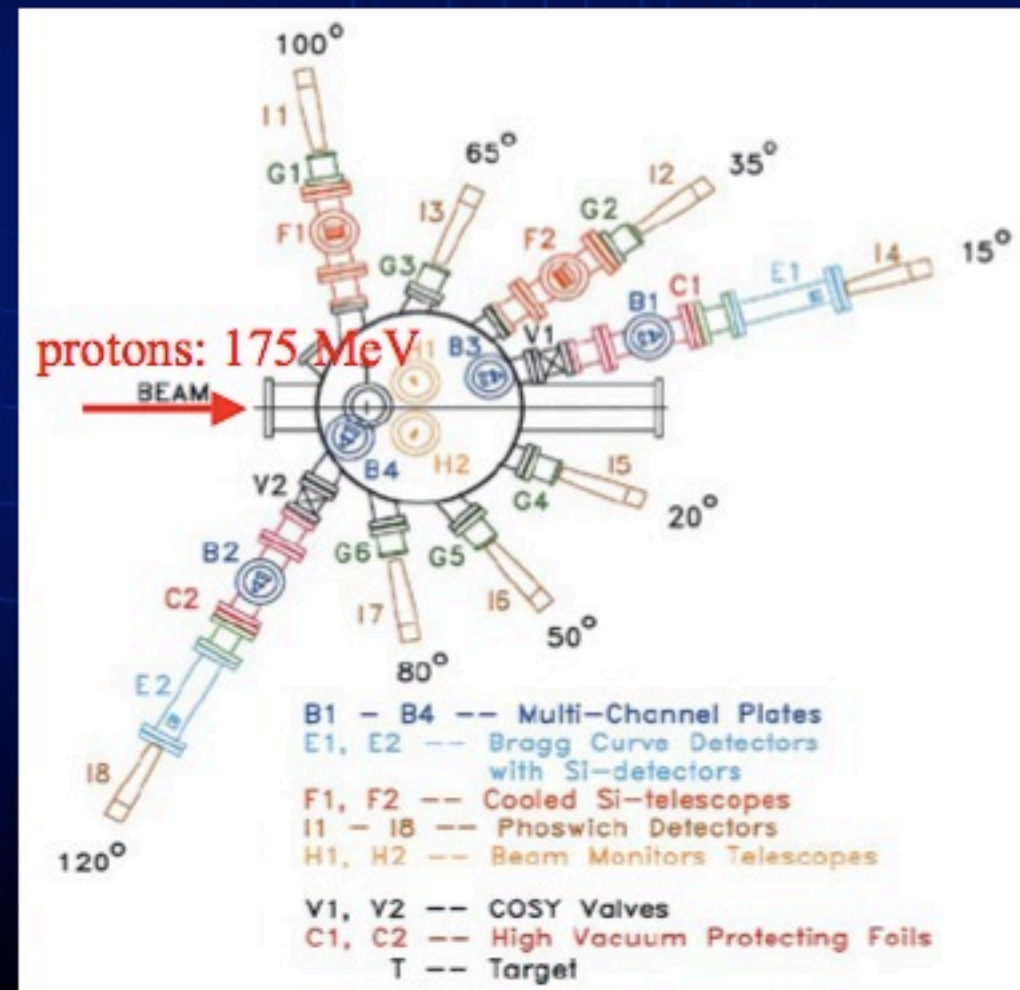 100°
I1
65°
35°
G1
I2
I3
G2
F1
F2
15°
G3
I4
E1
C1
B1
V1
protons: 175 MeV
H1
B3
BEAM
B4
H2
I5
V2
G4
20°
G6
G5
B2
I7
I6
C2
50°
80°
E2
B1 - B4 -- Multi-Channel Plates
E1, E2 -- Bragg Curve Detectors
with Si-detectors
I8
F1, F2 -- Cooled Si-telescopes
I1 - I8 -- Phoswich Detectors
120°
H1, H2 -- Beam Monitors Telescopes
V1, V2 -- COSY Valves
C1, C2 -- High Vacuum Protecting Foils
T -- Target